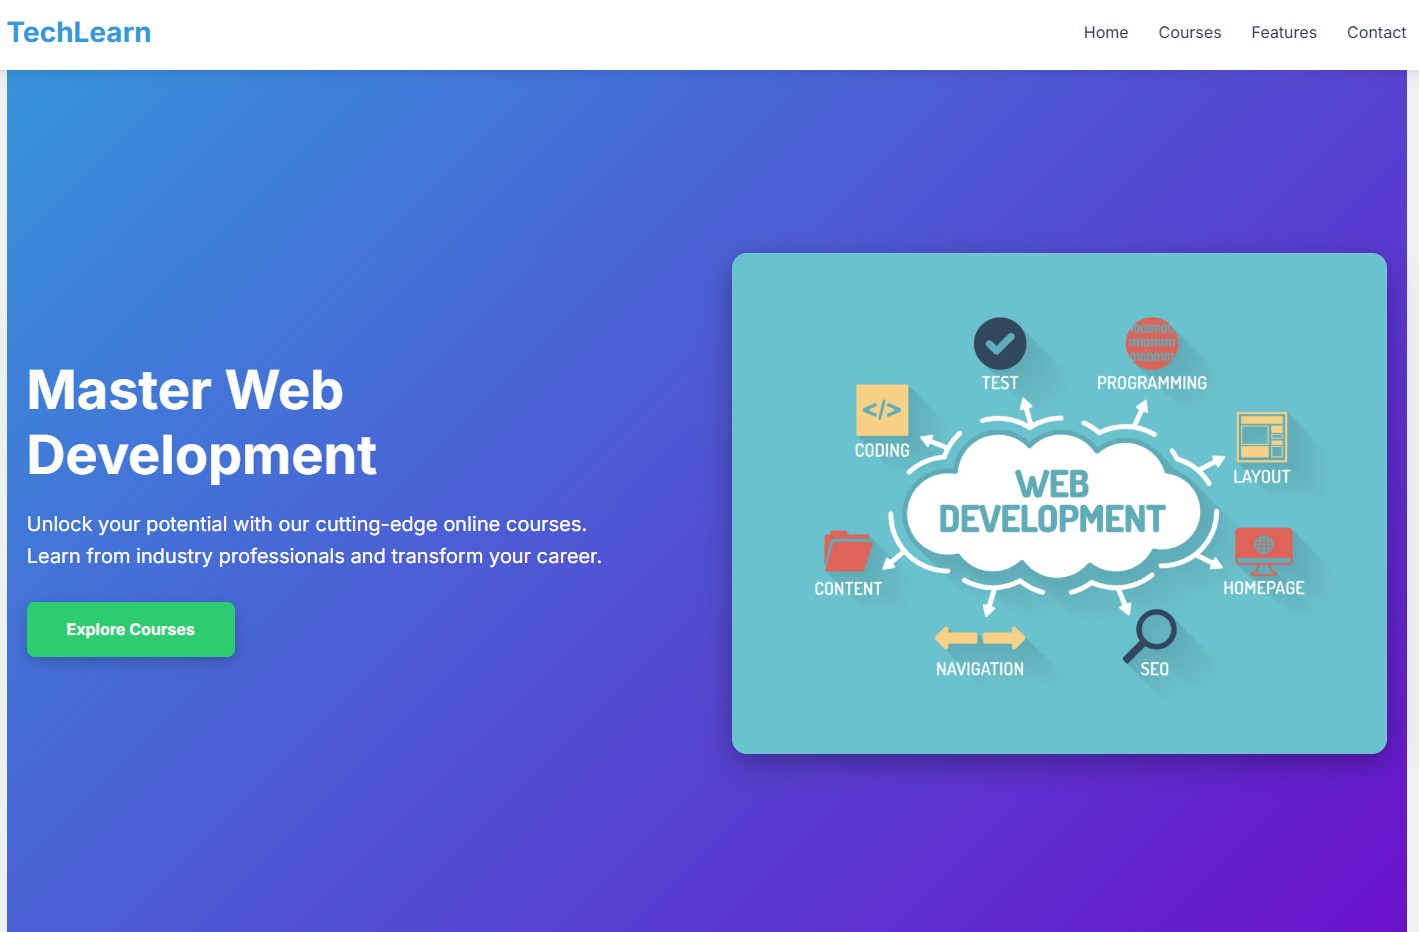 TechLearn
Home Courses Features Contact
Master Web
Development
Unlock your potential with our cutting-edge online courses.
Learn from industry professionals and transform your career.
Explore Courses
TEST
PROGRAMMING
</>
CODING
LAYOUT
WEB
DEVELOPMENT
CONTENT
HOMEPAGE
NAVIGATION
SEO